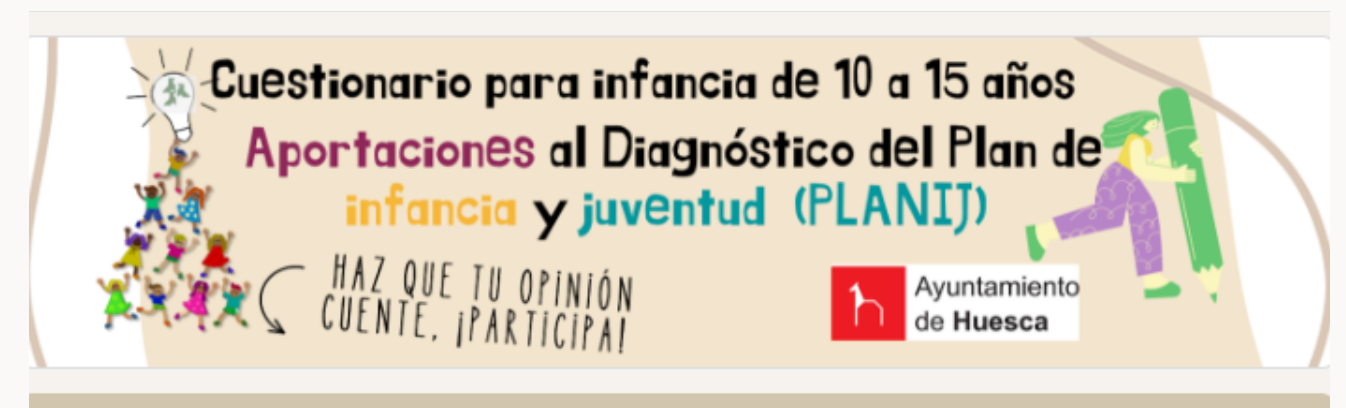 Cuestionario para infancia de 10 a 15 años
Aportaciones al Diagnóstico del Plan de
infancia y juventud (PLANIJ)
HAZ QUE TU OPINIÓN
CUENTE, ¡PARTICIPA!
Ayuntamiento
de Huesca